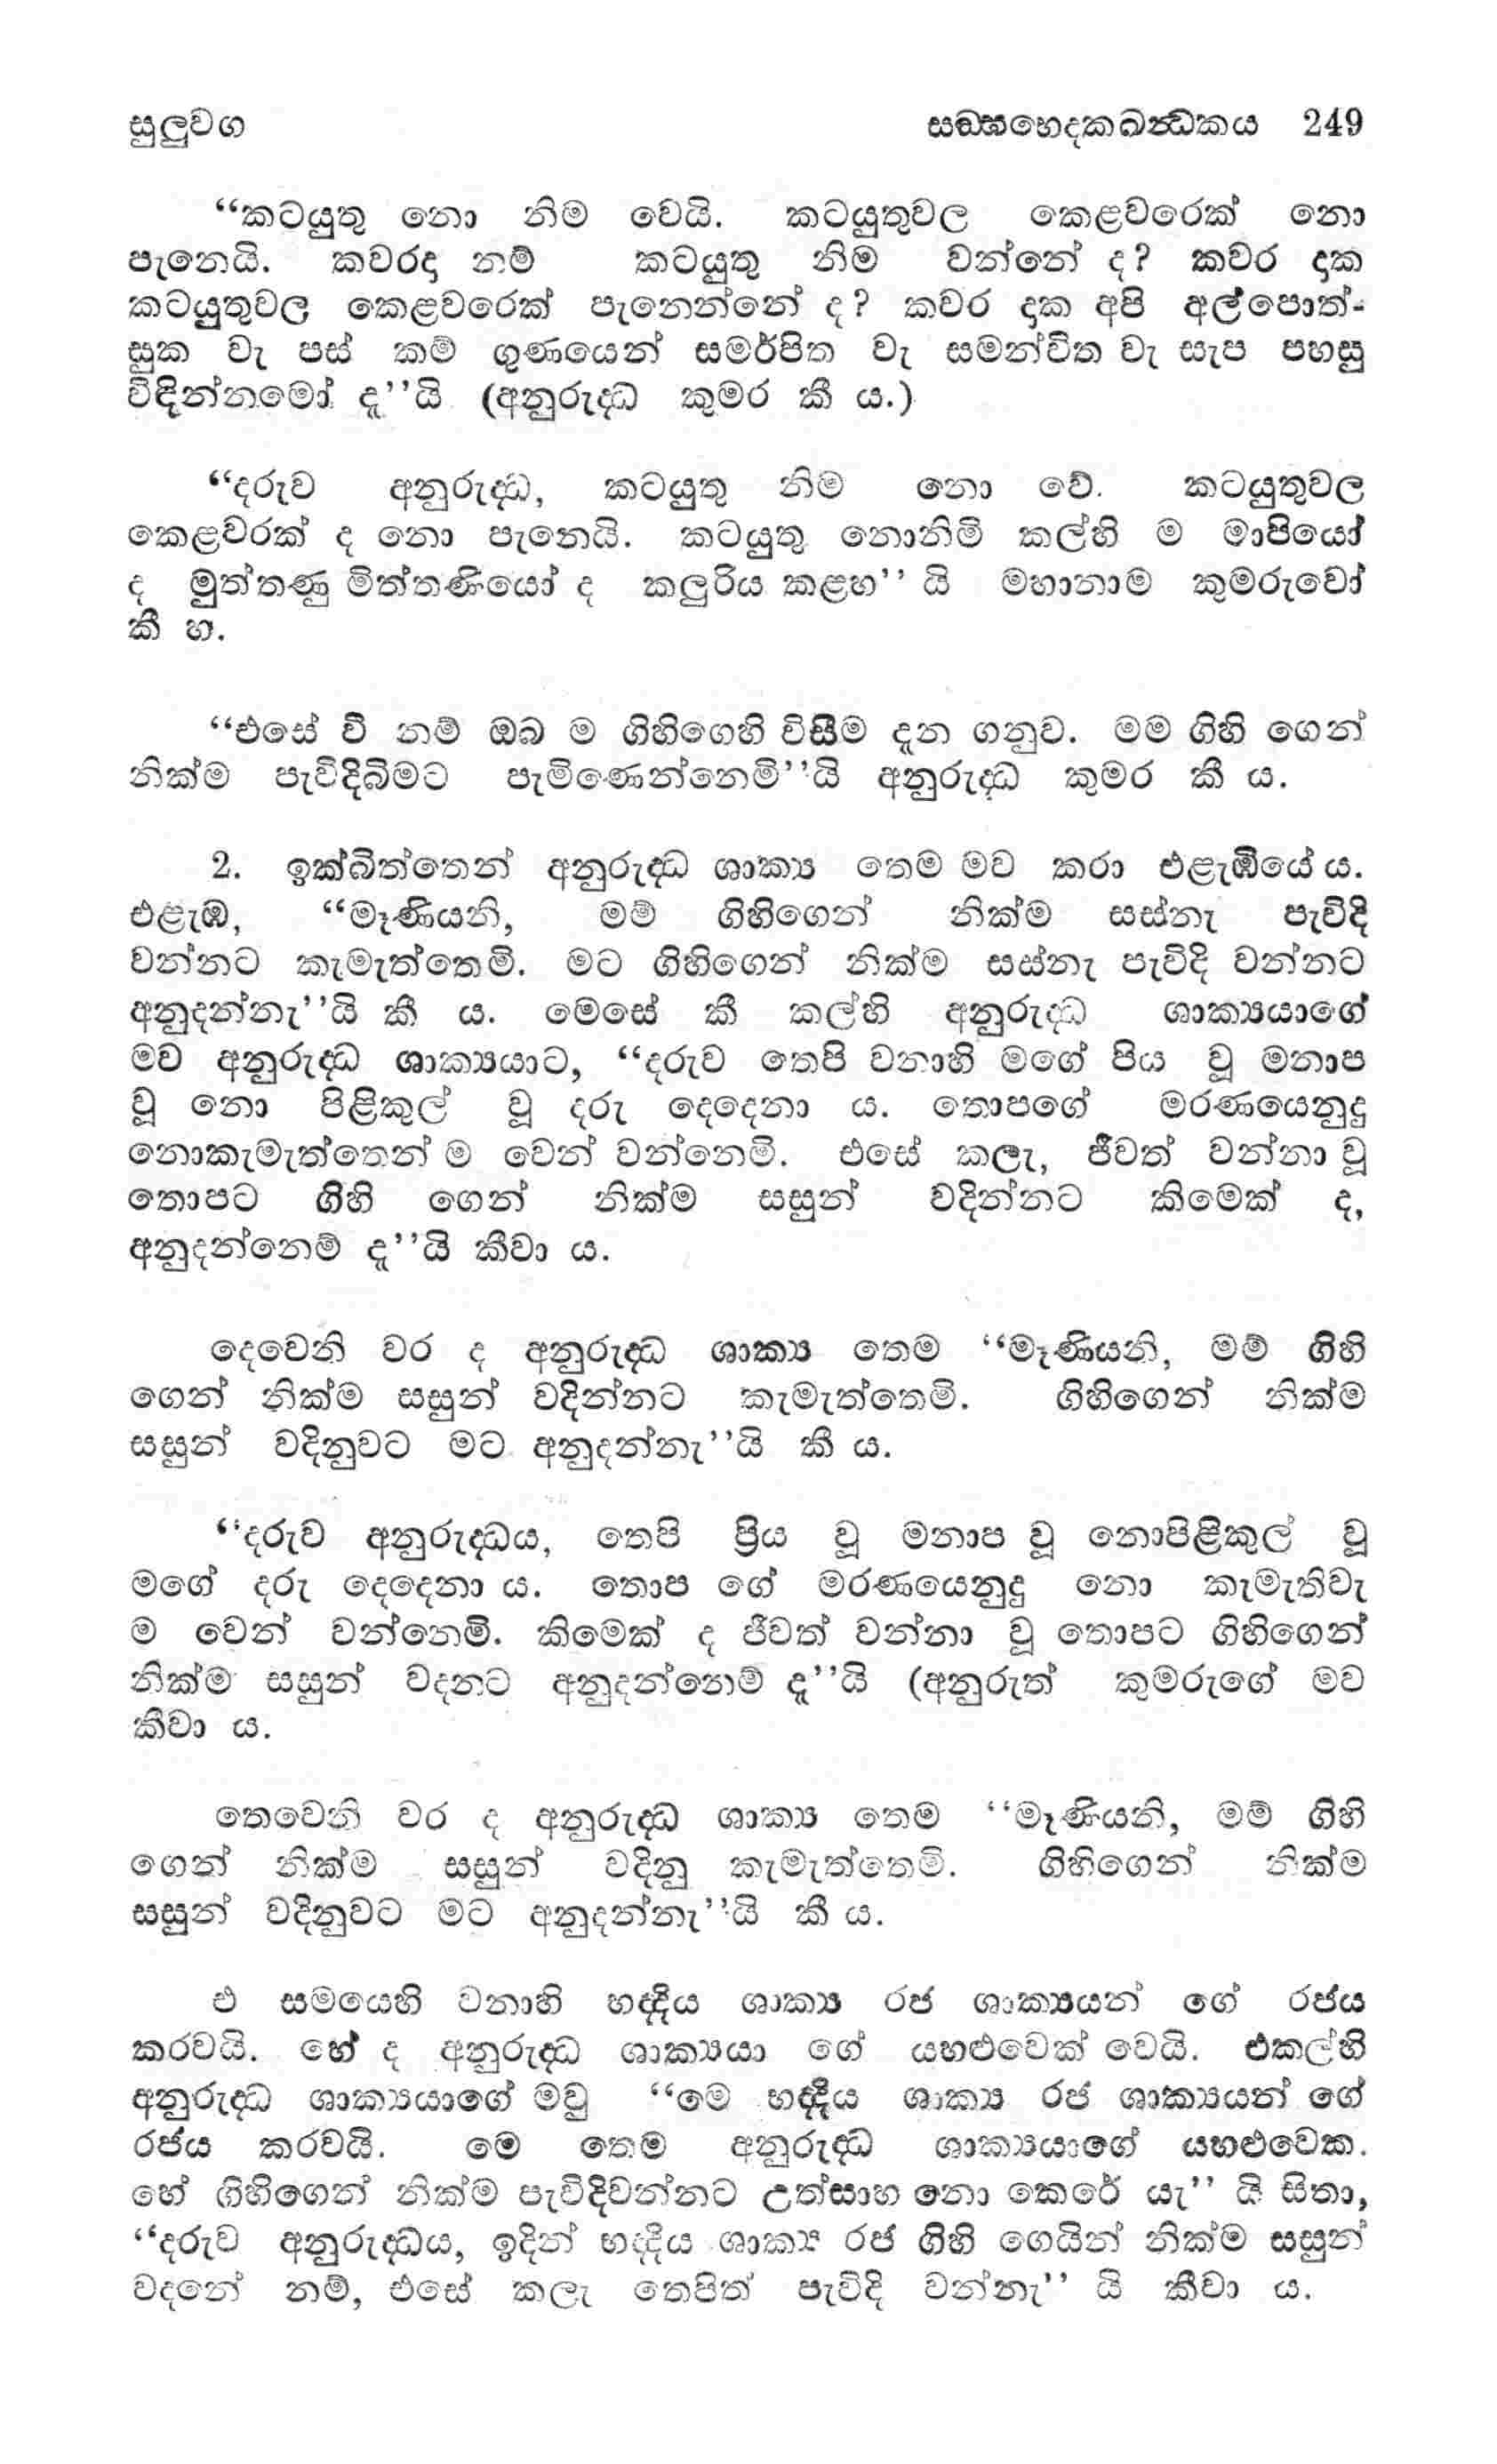 සුලුවග සඞ්ඝභෙදකඛන්ධකය 249
“කටයුතු නො නිම වෙයි. කටයුතුවල කෙළවරෙක් නො
පැනෙයි. කවරදා නම් කටයුතු නිම වන්නේ ද? කවර දාක
කටයුතුවල කෙළවරෙක් පැනෙන්නේ ද? කවර දාක අපි අල්පොත්-
සුක වැ පස් කම් ගුණයෙන් සමර්පිත වැ සමන්විත වැ සැප පහසු
විඳින්නමෝ දැ’’යි (අනුරුද්ධ කුමර කී ය.)
“දරුව අනුරුද්ධ, කටයුතු නිම නො වේ. කටයුතුවල
කෙළවරක් ද නො පැනෙයි. කටයුතු නොනිමි කල්හි ම මාපියෝ
ද මුත්තණු මිත්තණියෝ ද කලුරිය කළහ’’ යි මහානාම කුමරුවෝ
කී හ.
“එසේ වී නම් ඔබ ම ගිහිගෙහි විසීම දැන ගනුව. මම ගිහි ගෙන්
නික්ම පැවිදිබිමට පැමිණෙන්නෙමි’’යි අනුරුද්ධ කුමර කී ය.
2. ඉක්බිත්තෙන් අනුරුද්ධ ශාක්‍ය තෙම මව කරා එළැඹියේ ය.
එළැඹ, “මෑණියනි, මම් ගිහිගෙන් නික්ම සස්නැ පැවිදි
වන්නට කැමැත්තෙමි. මට ගිහිගෙන් නික්ම සස්නැ පැවිදි වන්නට
අනුදන්නැ’’යි කී ය. මෙසේ කී කල්හි අනුරුද්ධ ශාක්‍යයාගේ
මව අනුරුද්ධ ශාක්‍යයාට, “දරුව තෙපි වනාහි මගේ පිය වූ මනාප
වූ නො පිළිකුල් වූ දරු දෙදෙනා ය. තොපගේ මරණයෙනුදු
නොකැමැත්තෙන් ම වෙන් වන්නෙමි. එසේ කලැ, ජීවත් වන්නා වූ
තොපට ගිහි ගෙන් නික්ම සසුන් වදින්නට කිමෙක් ද,
අනුදන්නෙම් දැ’’යි කීවා ය.
දෙවෙනි වර ද අනුරුද්ධ ශාක්‍ය තෙම “මෑණියනි, මම් ගිහි
ගෙන් නික්ම සසුන් වදින්නට කැමැත්තෙමි. ගිහිගෙන් නික්ම
සසුන් වදිනුවට මට අනුදන්නැ’’යි කී ය.
“දරුව අනුරුද්ධය, තෙපි ප්‍රිය වූ මනාප වූ නොපිළිකුල් වූ
මගේ දරු දෙදෙනා ය. තොප ගේ මරණයෙනුදු නො කැමැතිවැ
ම වෙන් වන්නෙමි. කිමෙක් ද ජීවත් වන්නා වූ තොපට ගිහිගෙන්
නික්ම සසුන් වදනට අනුදන්නෙම් දැ’’යි (අනුරුත් කුමරුගේ මව
කීවා ය.
තෙවෙනි වර ද අනුරුද්ධ ශාක්‍ය තෙම “මෑණියනි, මම් ගිහි
ගෙන් නික්ම සසුන් වදිනු කැමැත්තෙමි. ගිහිගෙන් නික්ම
සසුන් වදිනුවට මට අනුදන්නැ’’යි කී ය.
එ සමයෙහි වනාහි භද්දිය ශාක්‍ය රජ ශාක්‍යයන් ගේ රජය
කරවයි. හේ ද අනුරුද්ධ ශාක්‍යයා ගේ යහළුවෙක් වෙයි. එකල්හි
අනුරුද්ධ ශාක්‍යයාගේ මවු “මෙ භද්දිය ශාක්‍ය රජ ශාක්‍යයන් ගේ
රජය කරවයි. මෙ තෙම අනුරුද්ධ ශාක්‍යයාගේ යහළුවෙක.
හේ ගිහිගෙන් නික්ම පැවිදිවන්නට උත්සාහ නො කෙරේ යැ’’ යි සිතා,
“දරුව අනුරුද්ධය, ඉදින් භද්දිය ශාක්‍ය රජ ගිහි ගෙයින් නික්ම සසුන්
වදනේ නම්, එසේ කලැ තෙපිත් පැවිදි වන්නැ’’ යි කීවා ය.